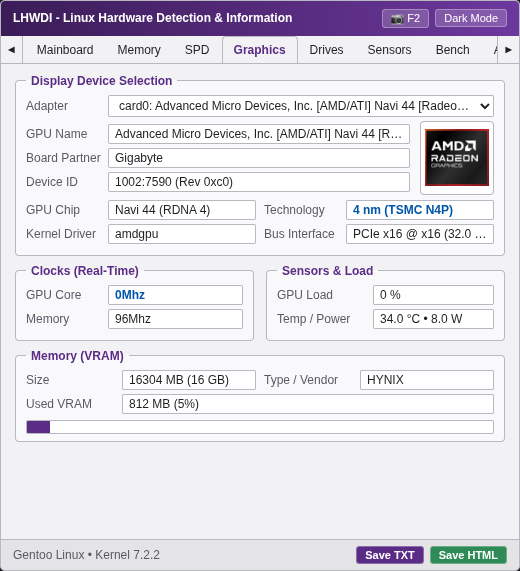 LHWDI - Linux Hardware Detection & Information
📷 F2
Dark Mode
◄ Mainboard Memory SPD Graphics Drives Sensors Bench ►
Display Device Selection
Adapter card0: Advanced Micro Devices, Inc. [AMD/ATI] Navi 44 [Radeo...
GPU Name Advanced Micro Devices, Inc. [AMD/ATI] Navi 44 [R...
Board Partner Gigabyte
Device ID 1002:7590 (Rev 0xc0)
AMD
RADEON
GRAPHICS
GPU Chip Navi 44 (RDNA 4) Technology 4 nm (TSMC N4P)
Kernel Driver amdgpu Bus Interface PCIe x16 @ x16 (32.0 ...
Clocks (Real-Time)
GPU Core 0Mhz
Memory 96Mhz
Sensors & Load
GPU Load 0 %
Temp / Power 34.0 °C • 8.0 W
Memory (VRAM)
Size 16304 MB (16 GB) Type / Vendor HYNIX
Used VRAM 812 MB (5%)
Gentoo Linux • Kernel 7.2.2
Save TXT
Save HTML